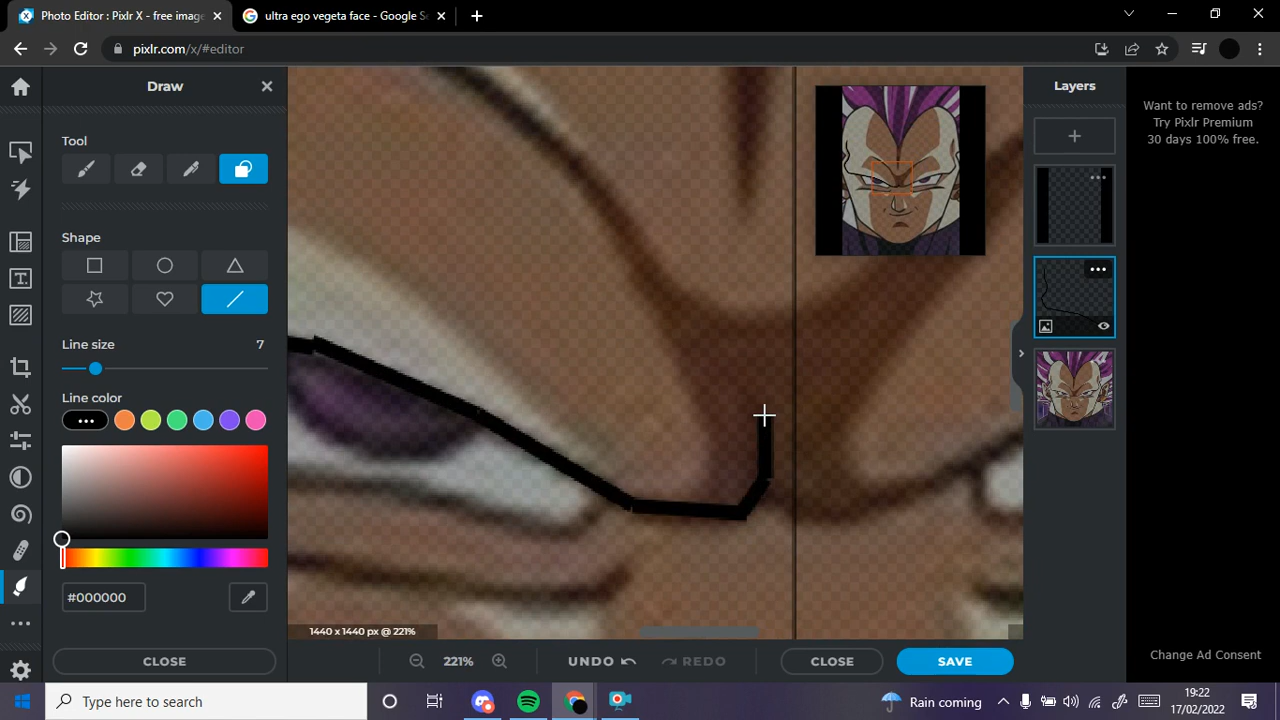 Photo Editor : Pixlr X - free imag
ultra ego vegeta face - Google S
pixlr.com/x/#editor
Draw
Tool
Shape
Line size
7
Line color
#000000
CLOSE
1440 x 1440 px @ 221%
221%
UNDO
REDO
CLOSE
SAVE
Layers
Want to remove ads?
Try Pixlr Premium
30 days 100% free.
Change Ad Consent
Type here to search
Rain coming
19:22
17/02/2022